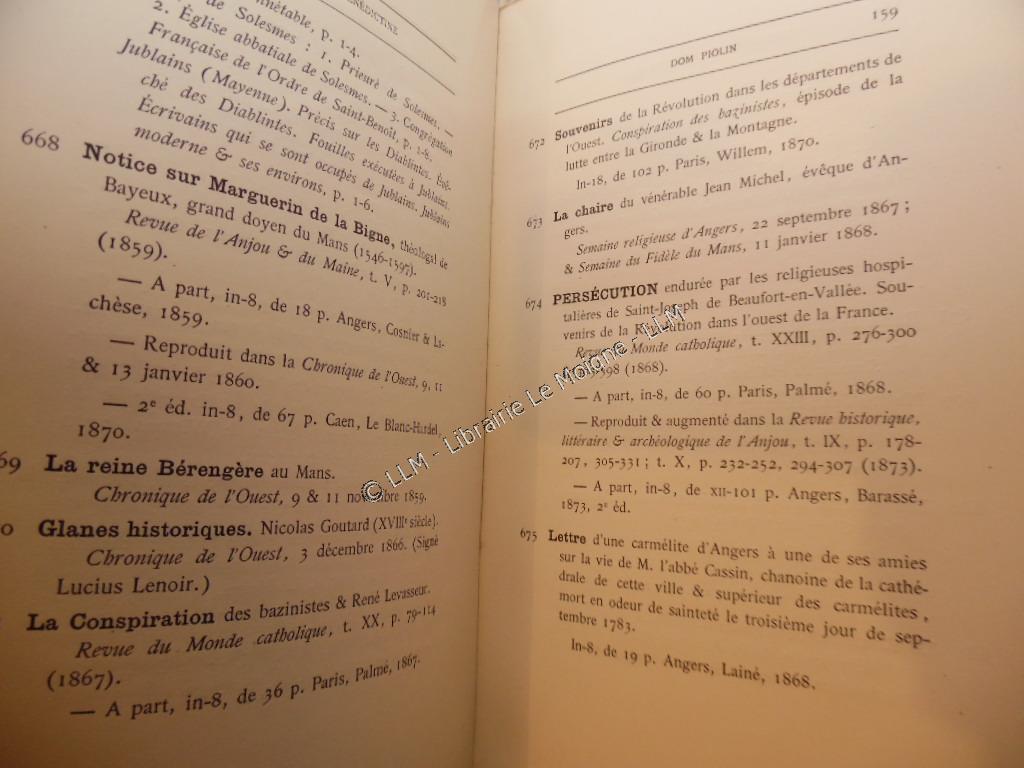 BÉNÉDICTINE
nnétable, p. 1-4.
de Solesmes : 1. Prieuré de Solesmes. —
2. Église abbatiale de Solesmes. — 3. Congrégation
Française de l'Ordre de Saint-Benoît, p. 1-8.
Jublains (Mayenne). Précis sur les Diablintes. Évê-
ché des Diablintes. Fouilles exécutées à Jublains.
Écrivains qui se sont occupés de Jublains. Jublains
moderne & ses environs, p. 1-6.
668 Notice sur Marguerin de la Bigne, théologal de
Bayeux, grand doyen du Mans (1546-1597).
Revue de l'Anjou & du Maine, t. V, p. 201-218
(1859).
— A part, in-8, de 18 p. Angers, Cosnier & La-
chèse, 1859.
— Reproduit dans la Chronique de l'Ouest, 9, 11
& 13 janvier 1860.
— 2e éd. in-8, de 67 p. Caen, Le Blanc-Hardel,
1870.
69 La reine Bérengère au Mans.
Chronique de l'Ouest, 9 & 11 novembre 1859.
0 Glanes historiques. Nicolas Goutard (XVIIIe siècle).
Chronique de l'Ouest, 3 décembre 1866. (Signé
Lucius Lenoir.)
La Conspiration des bazinistes & René Levasseur.
Revue du Monde catholique, t. XX, p. 79-114
(1867).
— A part, in-8, de 36 p. Paris, Palmé, 1867.
DOM PIOLIN 159
672 Souvenirs de la Révolution dans les départements de
l'Ouest. Conspiration des bazinistes, épisode de la
lutte entre la Gironde & la Montagne.
In-18, de 102 p. Paris, Willem, 1870.
673 La chaire du vénérable Jean Michel, évêque d'An-
gers.
Semaine religieuse d'Angers, 22 septembre 1867 ;
& Semaine du Fidèle du Mans, 11 janvier 1868.
674 PERSÉCUTION endurée par les religieuses hospi-
talières de Saint-Joseph de Beaufort-en-Vallée. Sou-
venirs de la Révolution dans l'ouest de la France.
Revue du Monde catholique, t. XXIII, p. 276-300
398 (1868).
— A part, in-8, de 60 p. Paris, Palmé, 1868.
— Reproduit & augmenté dans la Revue historique,
littéraire & archéologique de l'Anjou, t. IX, p. 178-
207, 305-331 ; t. X, p. 232-252, 294-307 (1873).
— A part, in-8, de XII-101 p. Angers, Barassé,
1873, 2e éd.
675 Lettre d'une carmélite d'Angers à une de ses amies
sur la vie de M. l'abbé Cassin, chanoine de la cathé-
drale de cette ville & supérieur des carmélites,
mort en odeur de sainteté le troisième jour de sep-
tembre 1783.
In-8, de 19 p. Angers, Lainé, 1868.
© LLM - Librairie Le Moigne - LLM